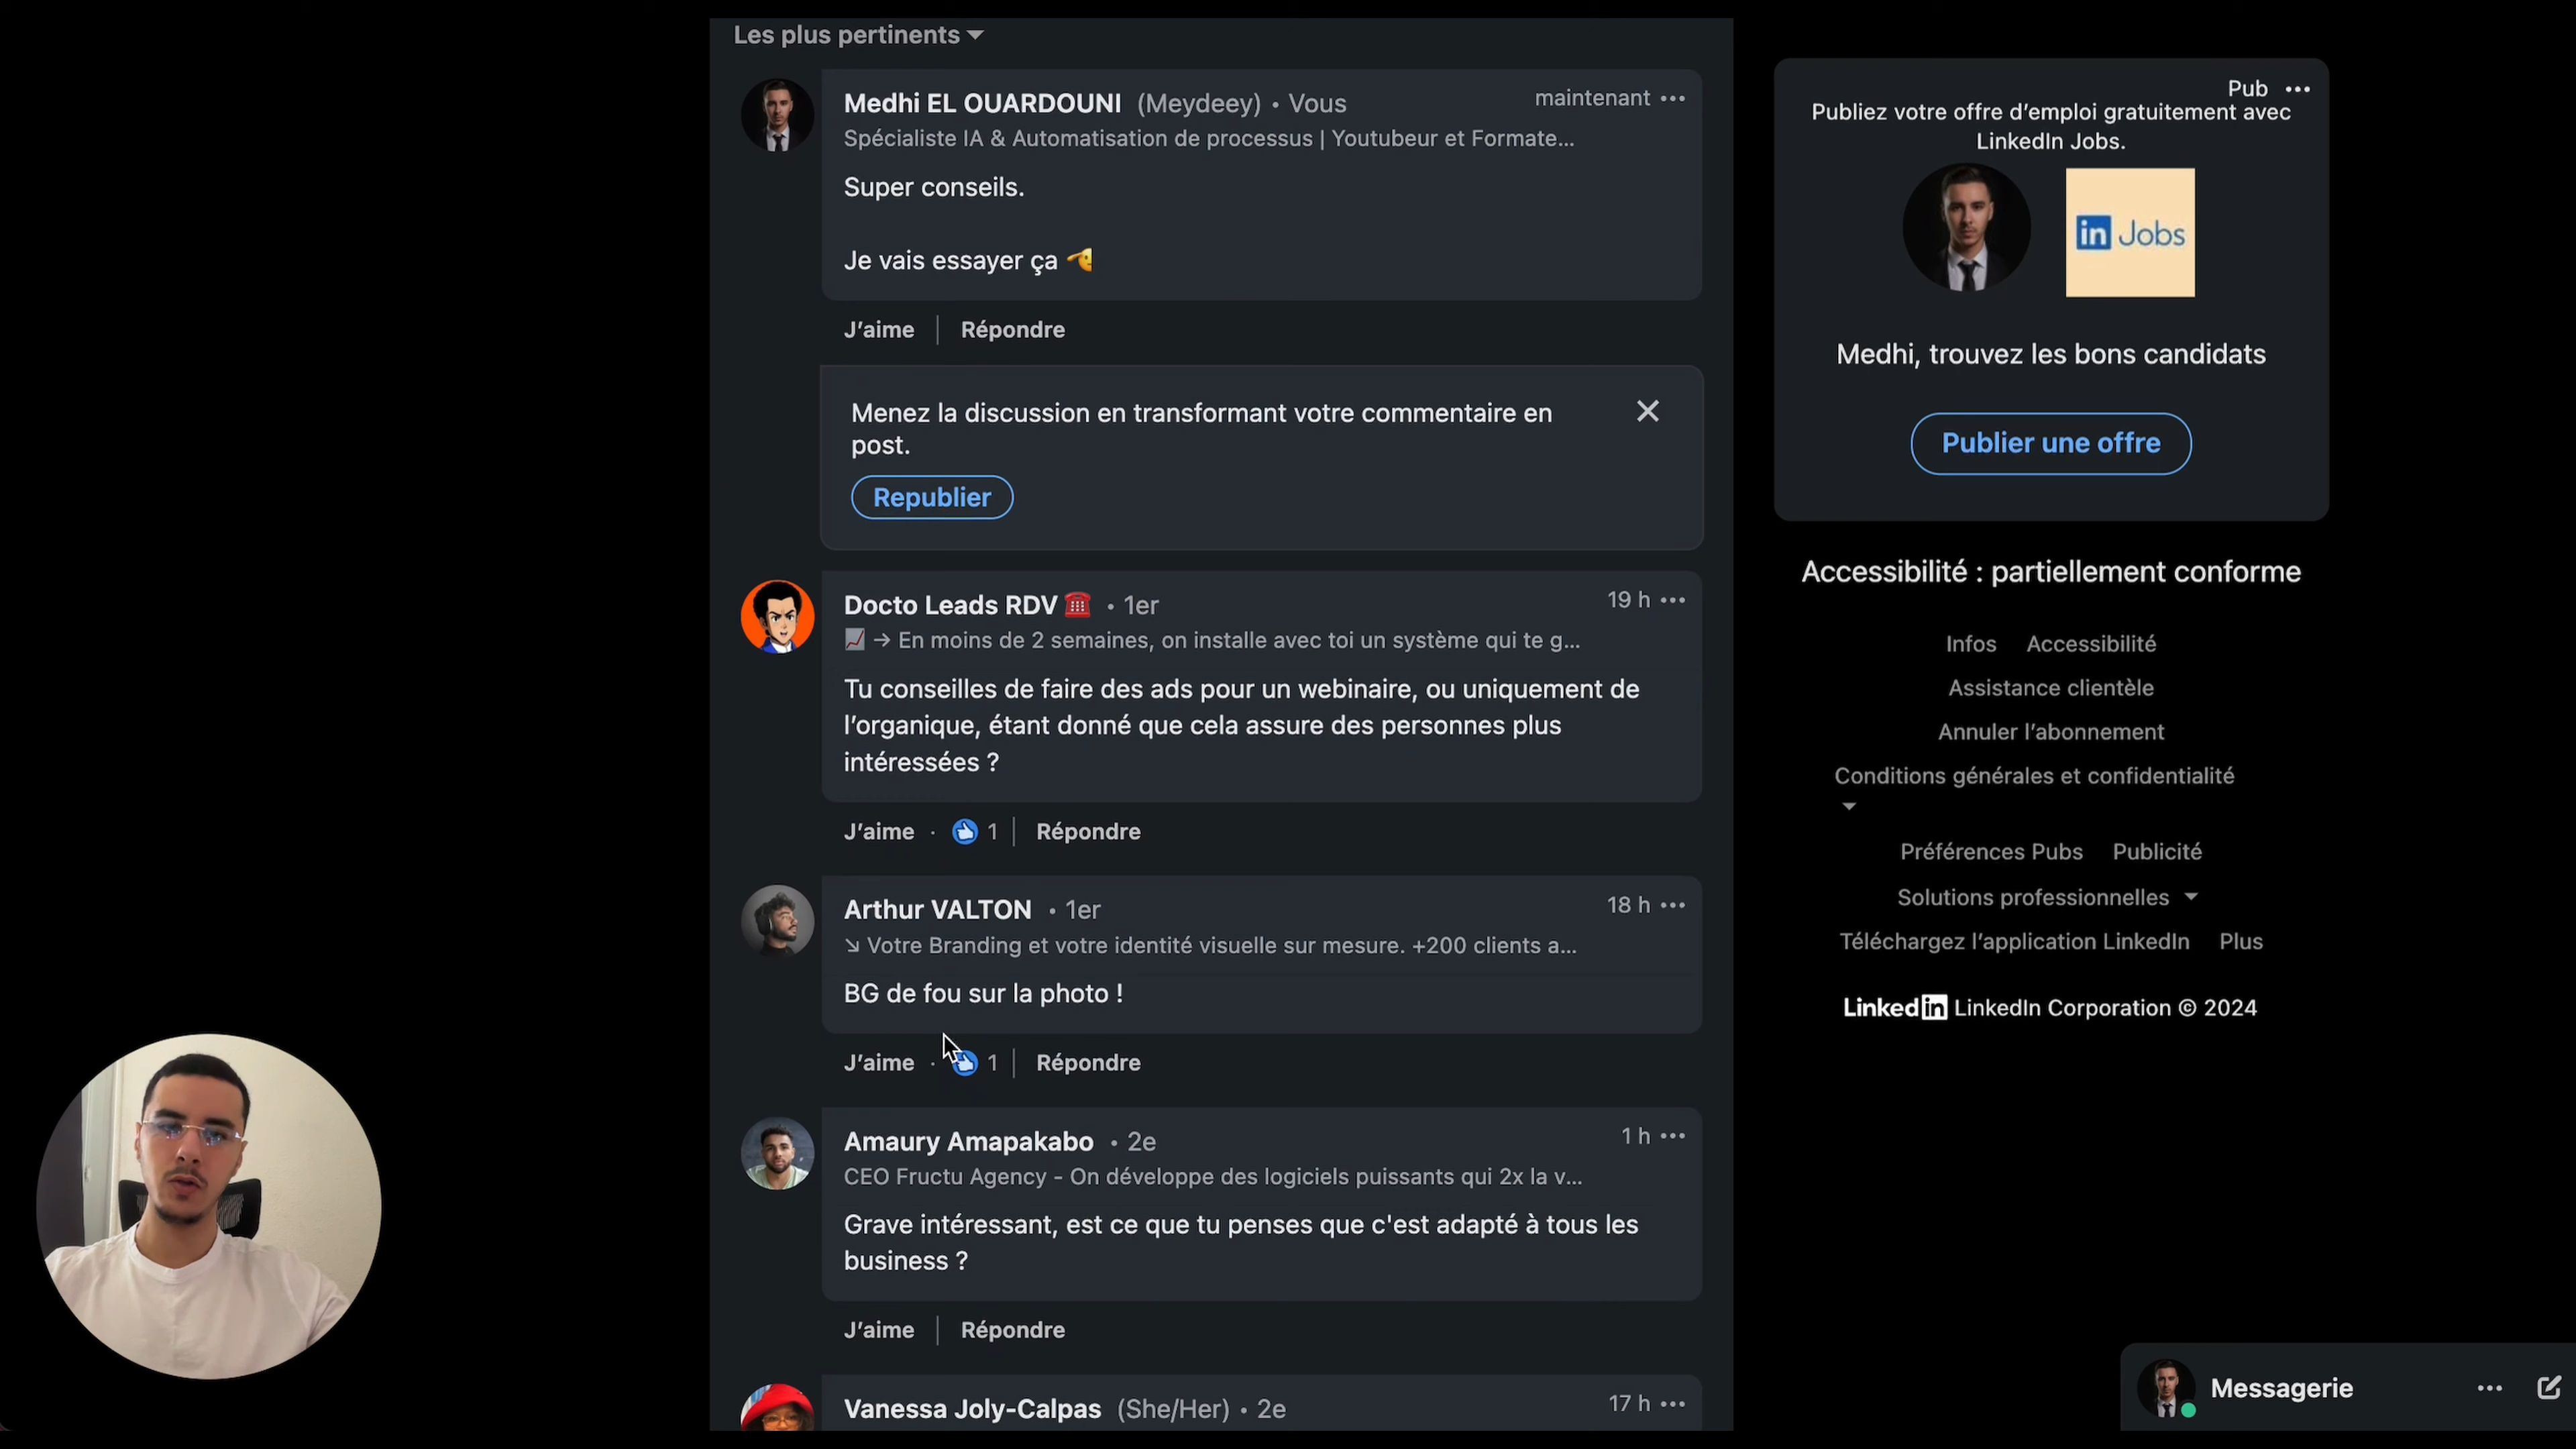 Les plus pertinents
Medhi EL OUARDOUNI (Meydeey) • Vous
maintenant
Spécialiste IA & Automatisation de processus | Youtubeur et Formate...
Super conseils.
Je vais essayer ça 🫡
J'aime | Répondre
Menez la discussion en transformant votre commentaire en
post.
Republier
Docto Leads RDV ☎️ • 1er
19 h
📈 → En moins de 2 semaines, on installe avec toi un système qui te g...
Tu conseilles de faire des ads pour un webinaire, ou uniquement de
l'organique, étant donné que cela assure des personnes plus
intéressées ?
J'aime · 1 | Répondre
Arthur VALTON • 1er
18 h
↘ Votre Branding et votre identité visuelle sur mesure. +200 clients a...
BG de fou sur la photo !
J'aime · 1 | Répondre
Amaury Amapakabo • 2e
1 h
CEO Fructu Agency - On développe des logiciels puissants qui 2x la v...
Grave intéressant, est ce que tu penses que c'est adapté à tous les
business ?
J'aime | Répondre
Vanessa Joly-Calpas (She/Her) • 2e
17 h
Pub
Publiez votre offre d'emploi gratuitement avec
LinkedIn Jobs.
in Jobs
Medhi, trouvez les bons candidats
Publier une offre
Accessibilité : partiellement conforme
Infos Accessibilité
Assistance clientèle
Annuler l'abonnement
Conditions générales et confidentialité
Préférences Pubs Publicité
Solutions professionnelles
Téléchargez l'application LinkedIn Plus
LinkedIn LinkedIn Corporation © 2024
Messagerie